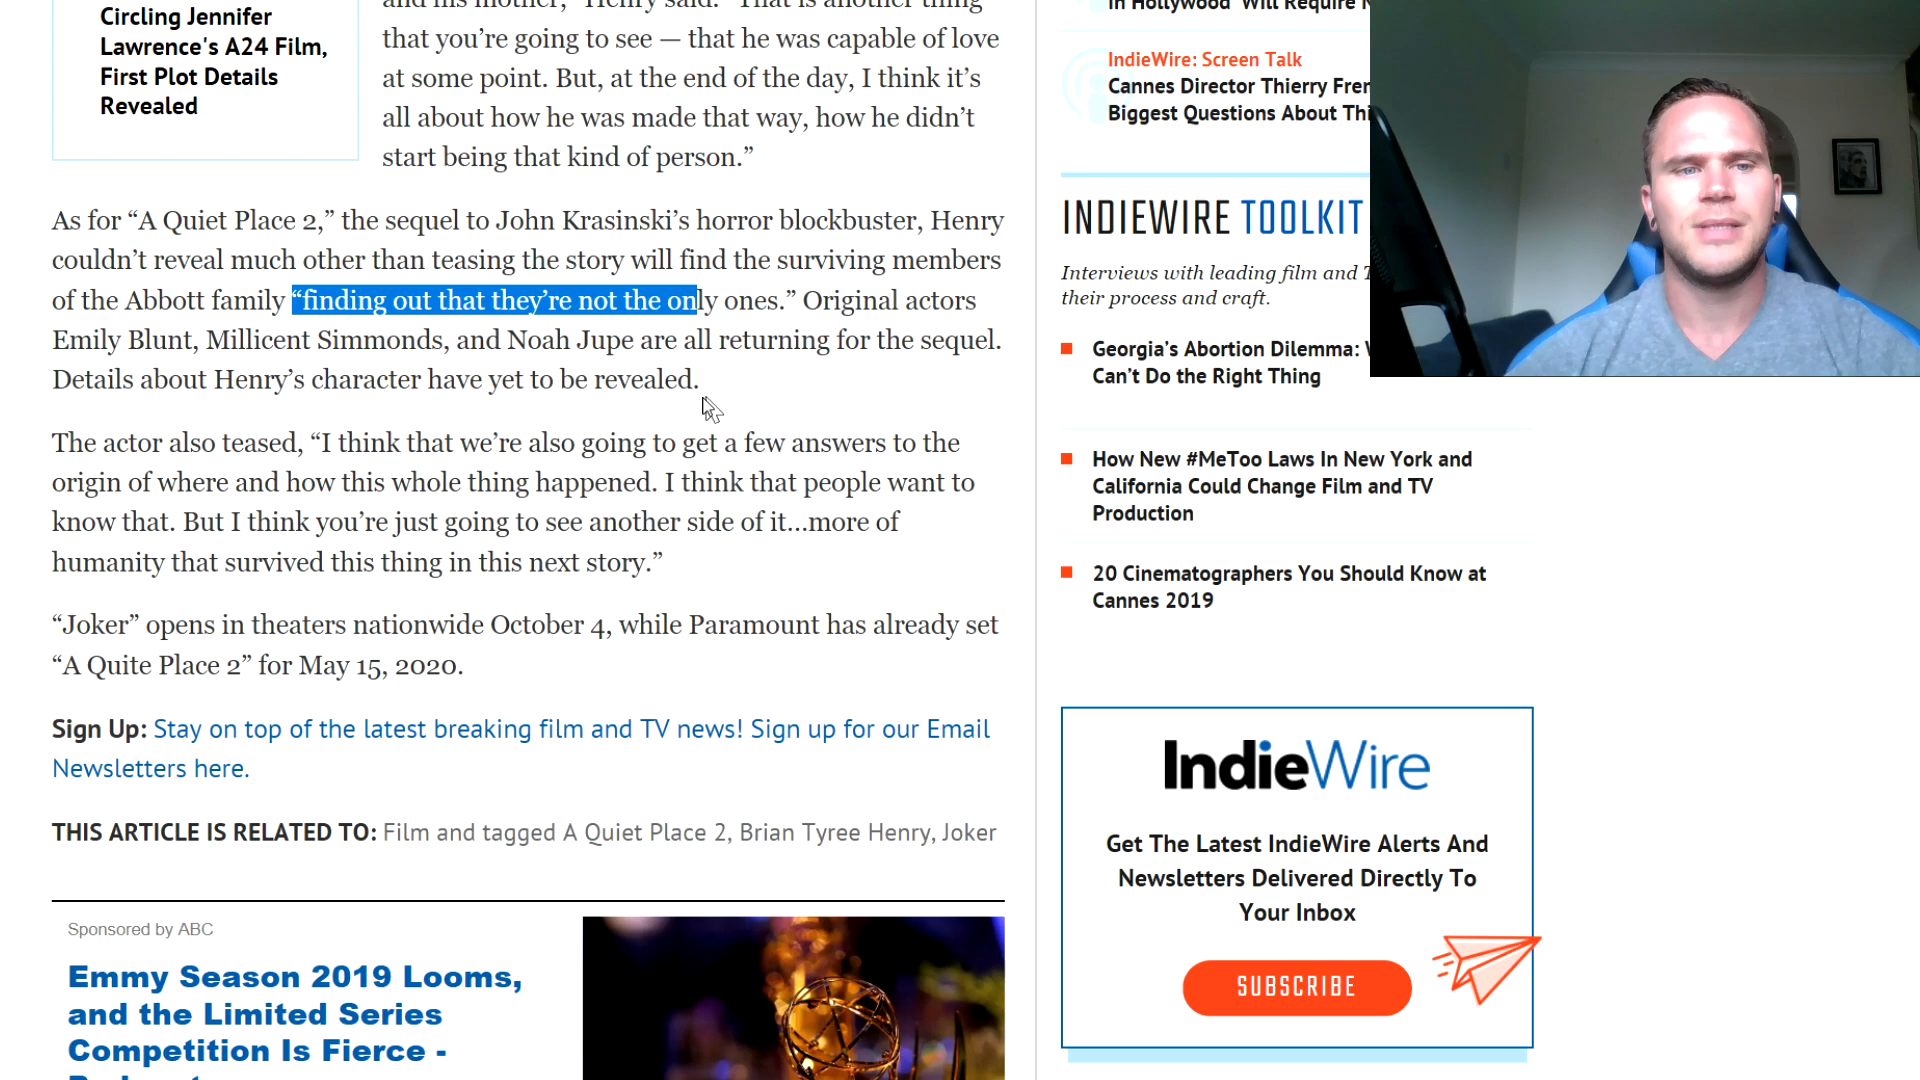 Circling Jennifer
Lawrence's A24 Film,
First Plot Details
Revealed
and his mother,” Henry said. “That is another thing
that you’re going to see — that he was capable of love
at some point. But, at the end of the day, I think it’s
all about how he was made that way, how he didn’t
start being that kind of person.”
As for “A Quiet Place 2,” the sequel to John Krasinski’s horror blockbuster, Henry
couldn’t reveal much other than teasing the story will find the surviving members
of the Abbott family “finding out that they’re not the only ones.” Original actors
Emily Blunt, Millicent Simmonds, and Noah Jupe are all returning for the sequel.
Details about Henry’s character have yet to be revealed.
The actor also teased, “I think that we’re also going to get a few answers to the
origin of where and how this whole thing happened. I think that people want to
know that. But I think you’re just going to see another side of it…more of
humanity that survived this thing in this next story.”
“Joker” opens in theaters nationwide October 4, while Paramount has already set
“A Quite Place 2” for May 15, 2020.
Sign Up: Stay on top of the latest breaking film and TV news! Sign up for our Email
Newsletters here.
THIS ARTICLE IS RELATED TO: Film and tagged A Quiet Place 2, Brian Tyree Henry, Joker
Sponsored by ABC
Emmy Season 2019 Looms,
and the Limited Series
Competition Is Fierce -
in Hollywood’ Will Require
IndieWire: Screen Talk
Cannes Director Thierry
Biggest Questions About
INDIEWIRE TOOLKIT
Interviews with leading film and
their process and craft.
Georgia’s Abortion Dilemma:
Can’t Do the Right Thing
How New #MeToo Laws In New York and
California Could Change Film and TV
Production
20 Cinematographers You Should Know at
Cannes 2019
IndieWire
Get The Latest IndieWire Alerts And
Newsletters Delivered Directly To
Your Inbox
SUBSCRIBE